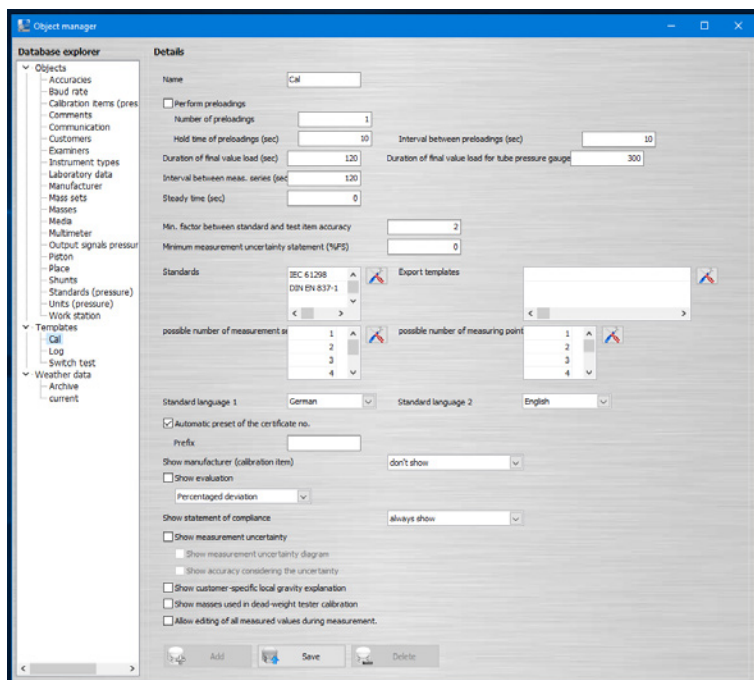 Object manager
Database explorer
Objects
Accuracies
Baud rate
Calibration items (pres
Comments
Communication
Customers
Examiners
Instrument types
Laboratory data
Manufacturer
Mass sets
Masses
Media
Multimeter
Output signals pressur
Piston
Place
Shunts
Standards (pressure)
Units (pressure)
Work station
Templates
Cal
Log
Switch test
Weather data
Archive
current
Details
Name Cal
Perform preloadings
Number of preloadings 1
Hold time of preloadings (sec) 10 Interval between preloadings (sec) 10
Duration of final value load (sec) 120 Duration of final value load for tube pressure gauge 300
Interval between meas. series (sec 120
Steady time (sec) 0
Min. factor between standard and test item accuracy 2
Minimum measurement uncertainty statement (%FS) 0
Standards IEC 61298 Export templates
DIN EN 837-1
possible number of measurement se 1 possible number of measuring point 1
2 2
3 3
4 4
Standard language 1 German Standard language 2 English
Automatic preset of the certificate no.
Prefix
Show manufacturer (calibration item) don't show
Show evaluation
Percentaged deviation
Show statement of compliance always show
Show measurement uncertainty
Show measurement uncertainty diagram
Show accuracy considering the uncertainty
Show customer-specific local gravity explanation
Show masses used in dead-weight tester calibration
Allow editing of all measured values during measurement.
Add Save Delete